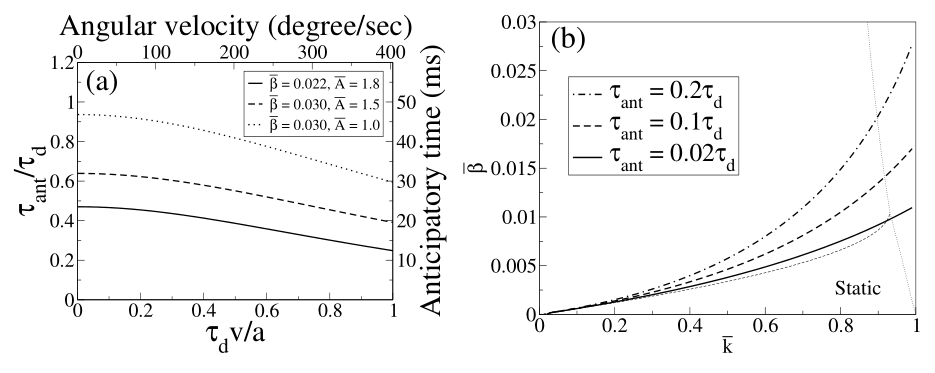 Angular velocity (degree/sec)
0 100 200 300 400
(a)
β̅ = 0.022, A̅ = 1.8
β̅ = 0.030, A̅ = 1.5
β̅ = 0.030, A̅ = 1.0
1.2
1
0.8
0.6
0.4
0.2
0
τant/τd
50
40
30
20
10
Anticipatory time (ms)
0 0.2 0.4 0.6 0.8 1
τdv/a
(b)
τant = 0.2τd
τant = 0.1τd
τant = 0.02τd
0.03
0.025
0.02
0.015
0.01
0.005
0
β̅
Static
0 0.2 0.4 0.6 0.8 1
k̅